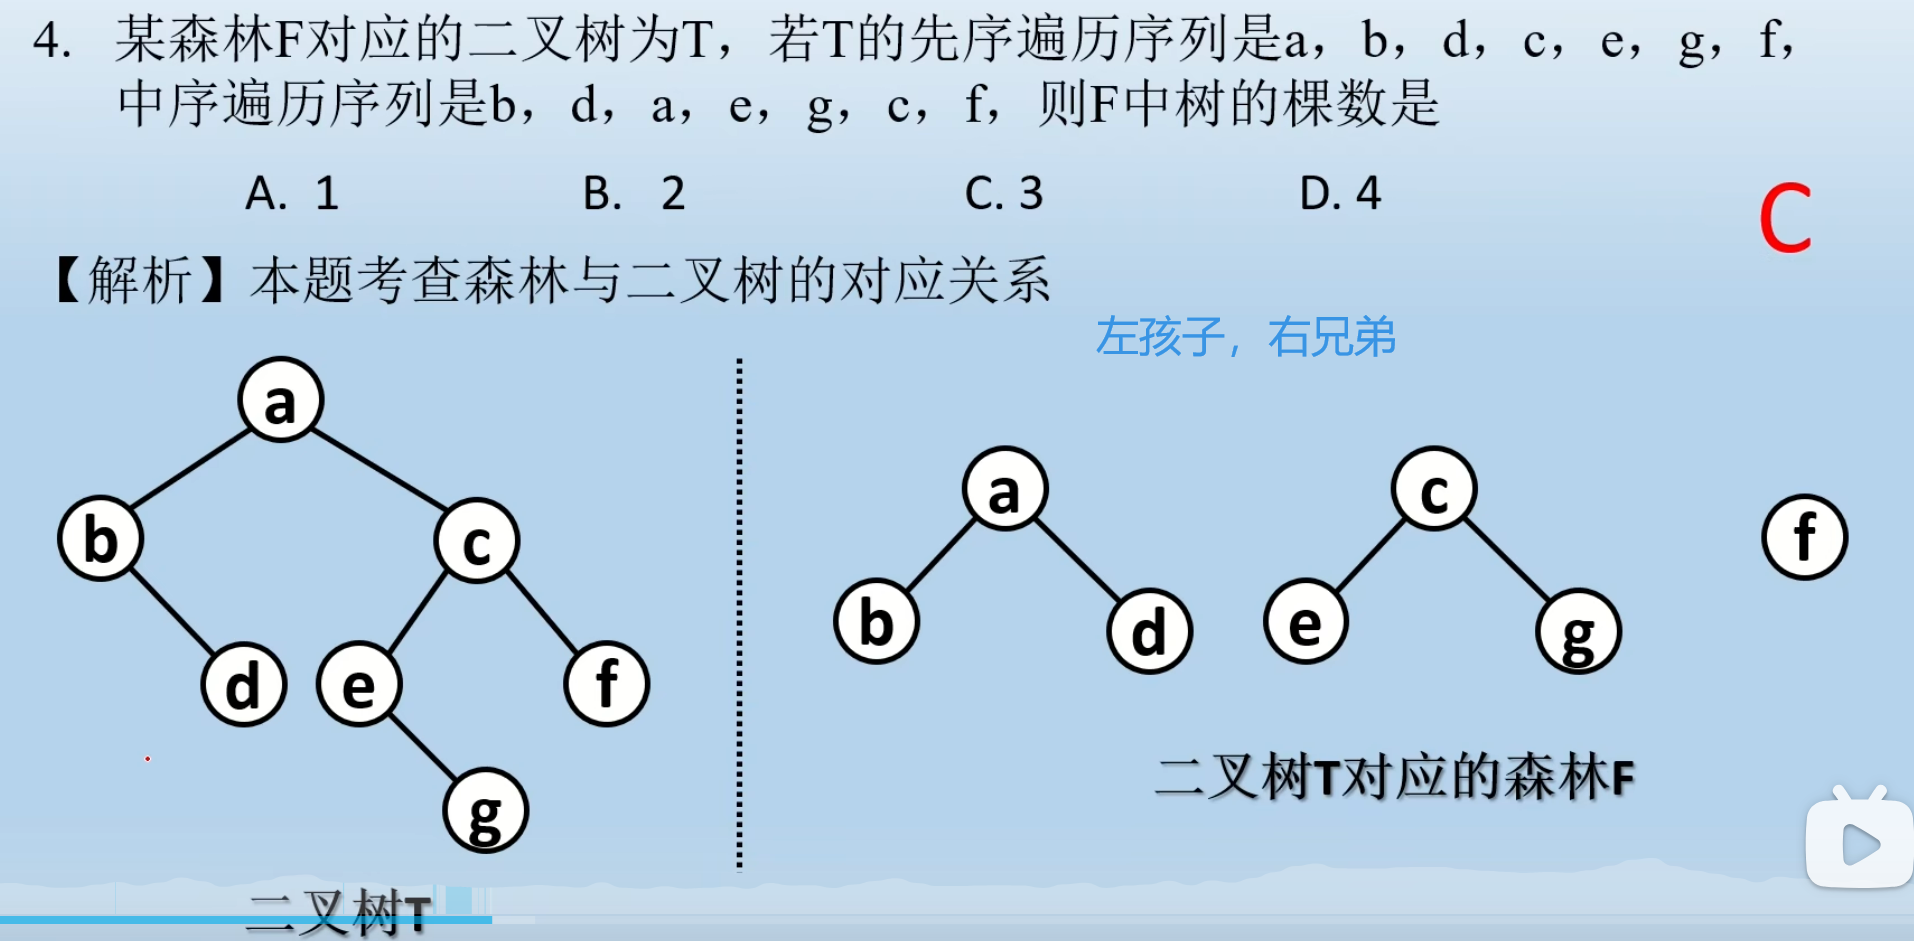 4. 某森林F对应的二叉树为T，若T的先序遍历序列是a，b，d，c，e，g，f，
中序遍历序列是b，d，a，e，g，c，f，则F中树的棵数是
A. 1 B. 2 C. 3 D. 4
C
【解析】本题考查森林与二叉树的对应关系
左孩子，右兄弟
a
b c
d e f
g
二叉树T
a c f
b d e g
二叉树T对应的森林F